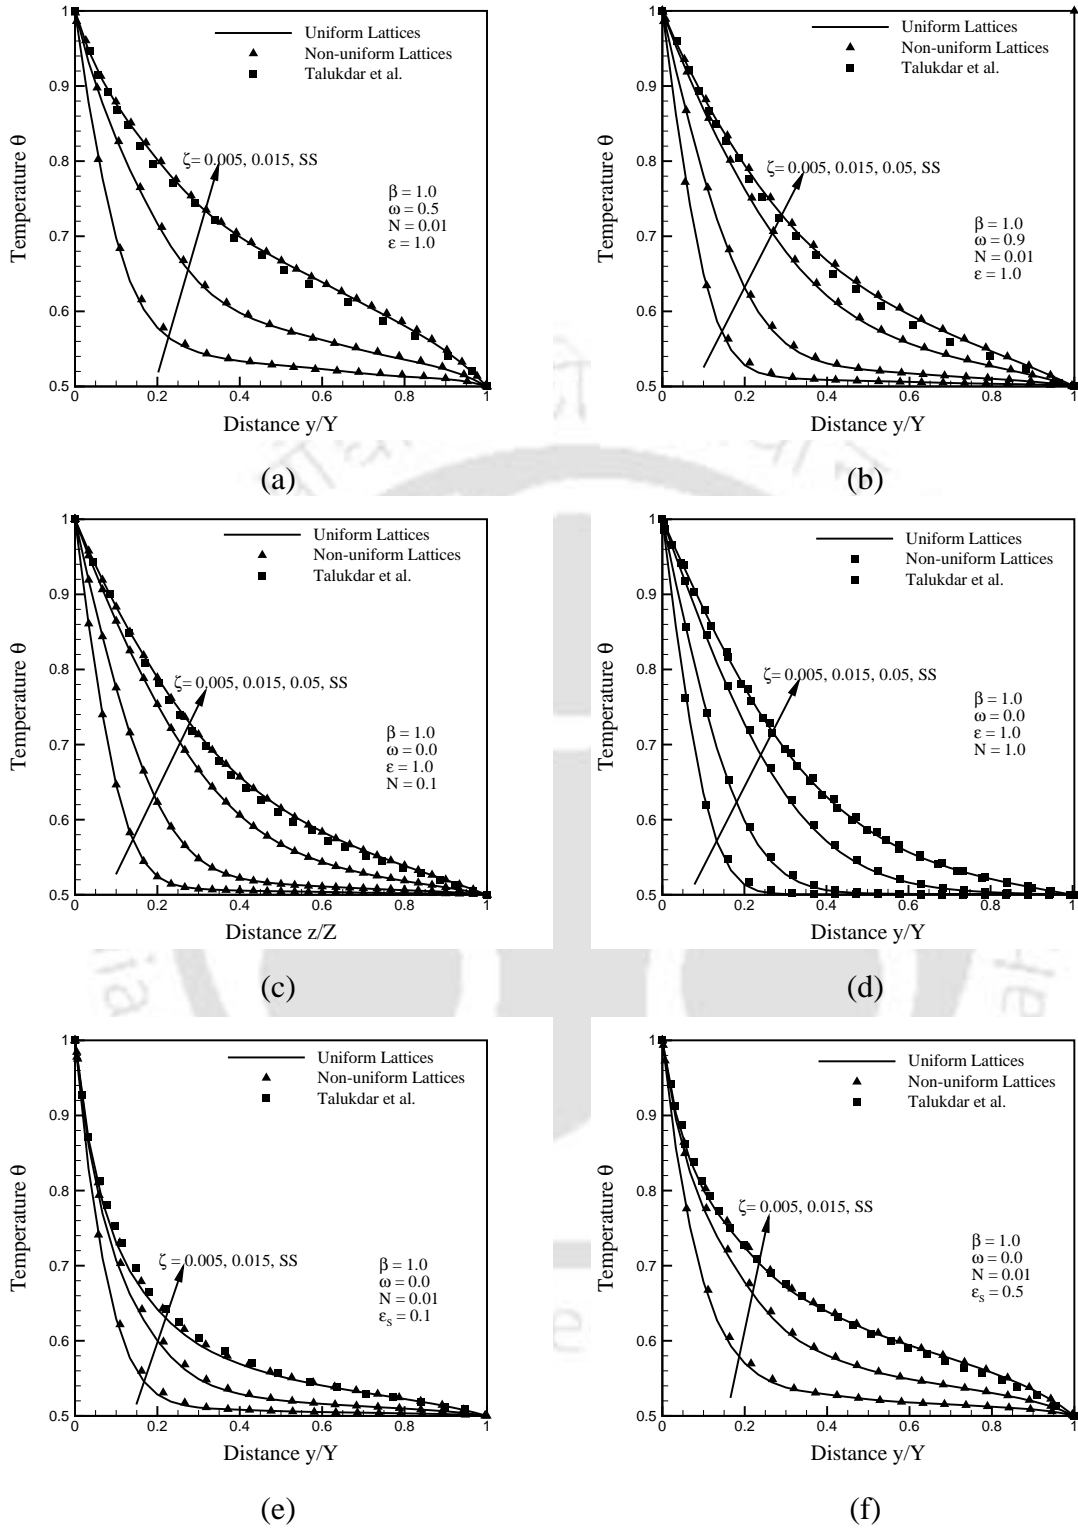 Uniform Lattices
Non-uniform Lattices
Talukdar et al.
ζ= 0.005, 0.015, SS
β = 1.0
ω = 0.5
N = 0.01
ε = 1.0
Temperature θ
1
0.9
0.8
0.7
0.6
0.5
0 0.2 0.4 0.6 0.8 1
Distance y/Y
(a)
Uniform Lattices
Non-uniform Lattices
Talukdar et al.
ζ= 0.005, 0.015, 0.05, SS
β = 1.0
ω = 0.9
N = 0.01
ε = 1.0
Temperature θ
1
0.9
0.8
0.7
0.6
0.5
0 0.2 0.4 0.6 0.8 1
Distance y/Y
(b)
Uniform Lattices
Non-uniform Lattices
Talukdar et al.
ζ= 0.005, 0.015, 0.05, SS
β = 1.0
ω = 0.0
ε = 1.0
N = 0.1
Temperature θ
1
0.9
0.8
0.7
0.6
0.5
0 0.2 0.4 0.6 0.8 1
Distance z/Z
(c)
Uniform Lattices
Non-uniform Lattices
Talukdar et al.
ζ= 0.005, 0.015, 0.05, SS
β = 1.0
ω = 0.0
ε = 1.0
N = 1.0
Temperature θ
1
0.9
0.8
0.7
0.6
0.5
0 0.2 0.4 0.6 0.8 1
Distance y/Y
(d)
Uniform Lattices
Non-uniform Lattices
Talukdar et al.
ζ = 0.005, 0.015, SS
β = 1.0
ω = 0.0
N = 0.01
εs = 0.1
Temperature θ
1
0.9
0.8
0.7
0.6
0.5
0 0.2 0.4 0.6 0.8 1
Distance y/Y
(e)
Uniform Lattices
Non-uniform Lattices
Talukdar et al.
ζ= 0.005, 0.015, SS
β = 1.0
ω = 0.0
N = 0.01
εs = 0.5
Temperature θ
1
0.9
0.8
0.7
0.6
0.5
0 0.2 0.4 0.6 0.8 1
Distance y/Y
(f)